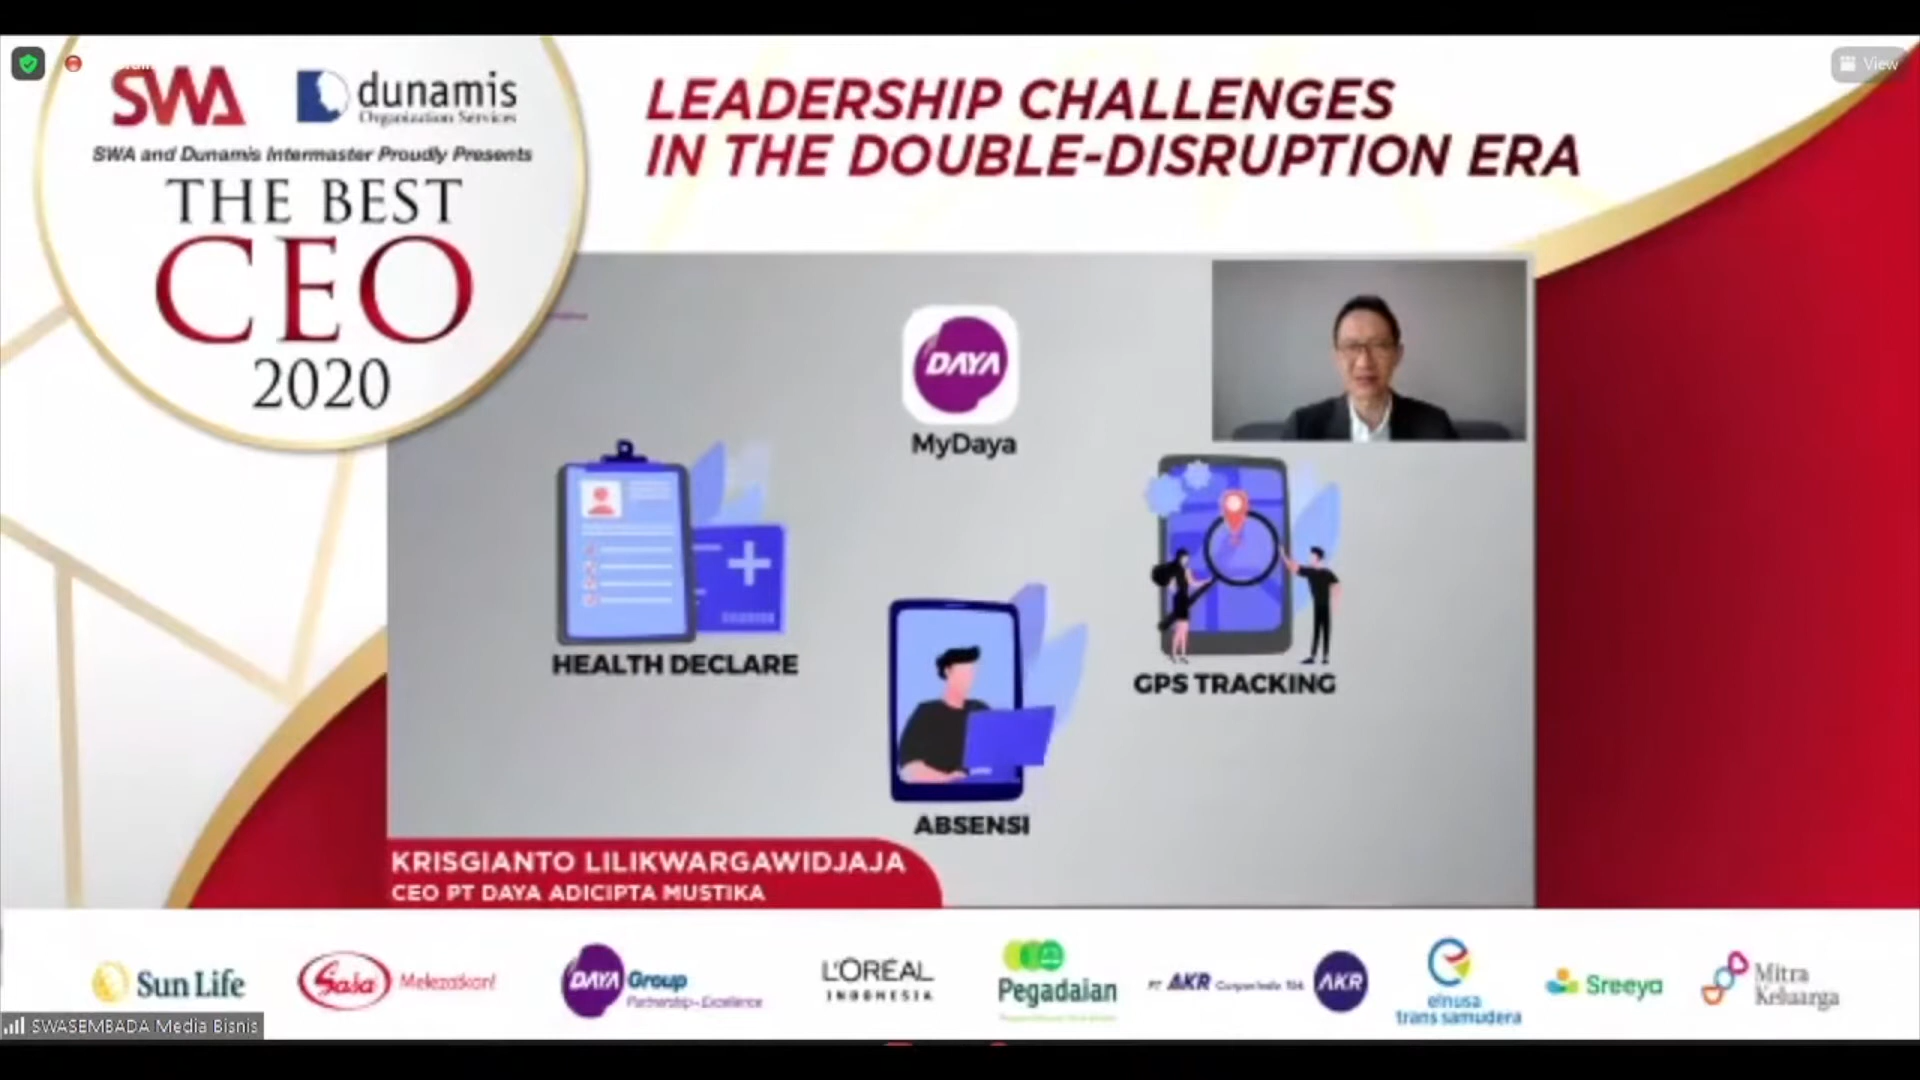 View
SWA
dunamis
Organization Services
SWA and Dunamis Intermaster Proudly Presents
THE BEST
CEO
2020
LEADERSHIP CHALLENGES
IN THE DOUBLE-DISRUPTION ERA
DAYA
MyDaya
HEALTH DECLARE
GPS TRACKING
ABSENSI
KRISGIANTO LILIKWARGAWIDJAJA
CEO PT DAYA ADICIPTA MUSTIKA
Sun Life
Sasa Melezatkan!
DAYA Group
Partnership-Excellence
L'ORÉAL
INDONESIA
Pegadaian
PT AKR Corporindo Tbk. AKR
elnusa
trans samudera
Sreeya
Mitra
Keluarga
SWASEMBADA Media Bisnis